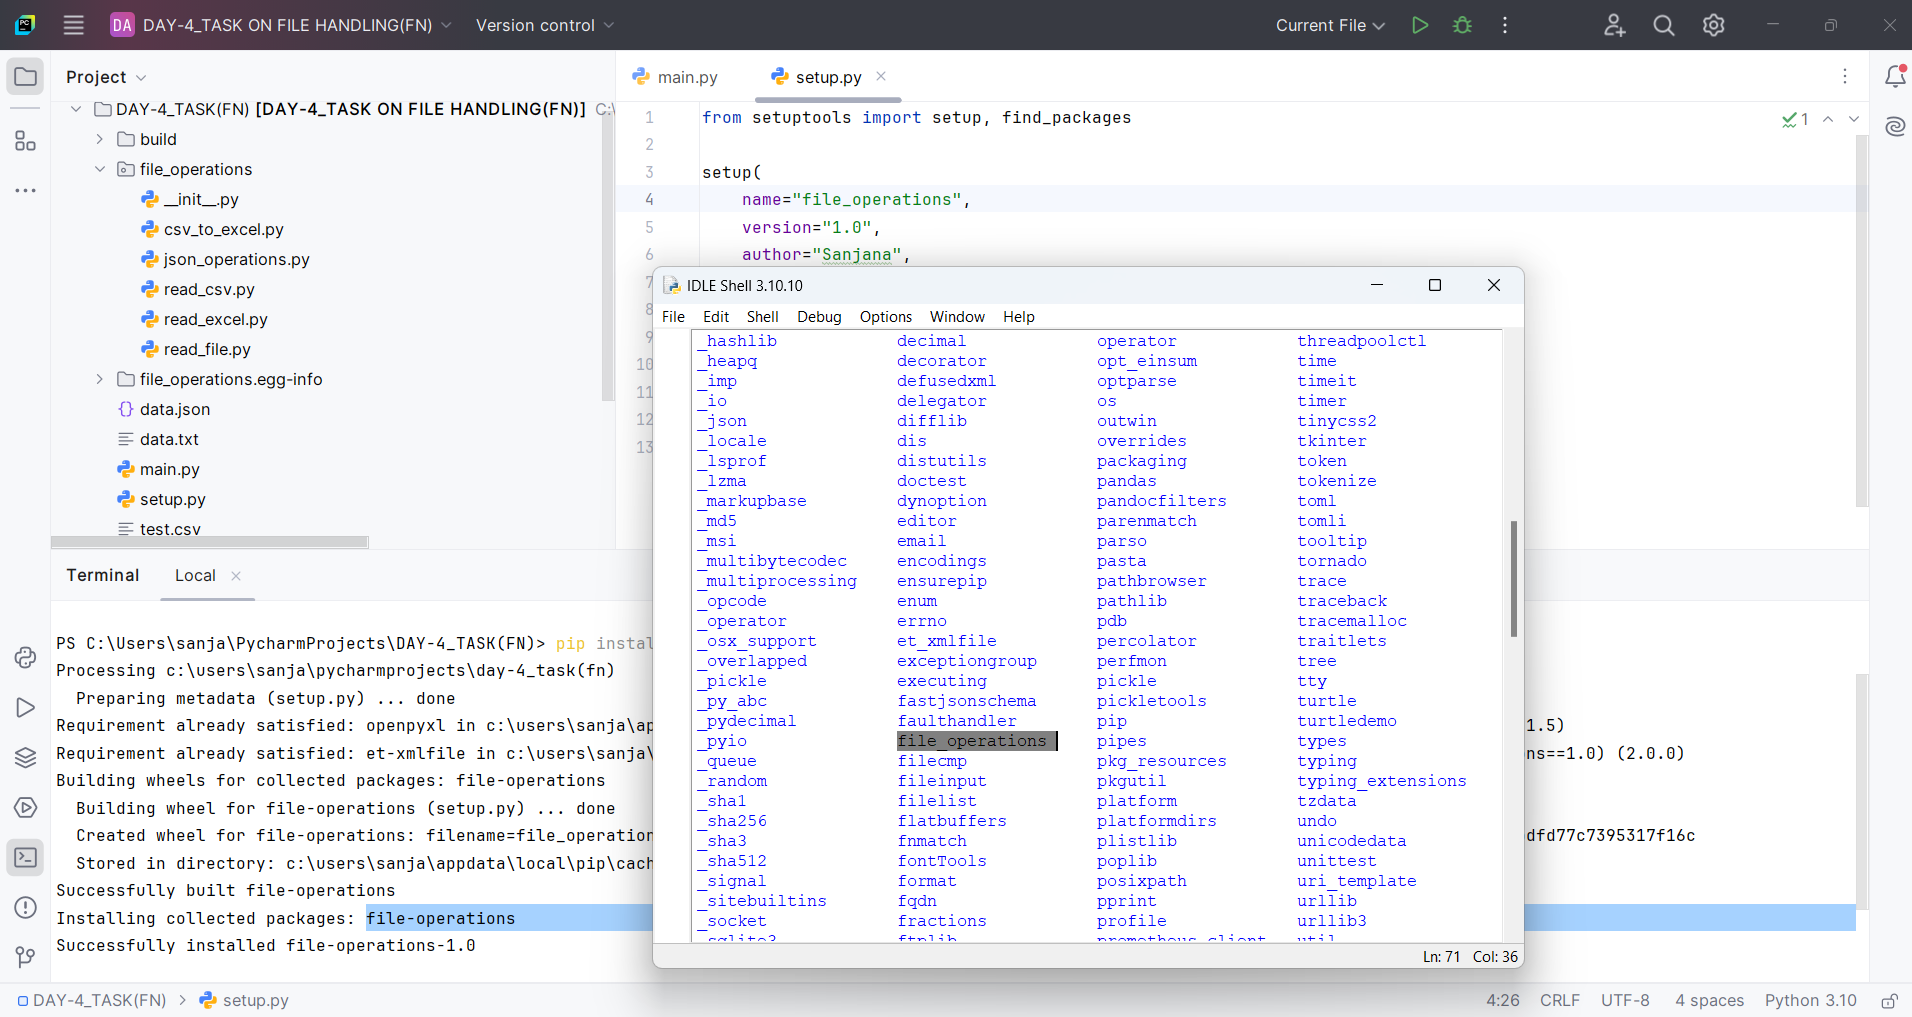 DA DAY-4_TASK ON FILE HANDLING(FN) Version control Current File
Project
DAY-4_TASK(FN) [DAY-4_TASK ON FILE HANDLING(FN)] C:\
build
file_operations
__init__.py
csv_to_excel.py
json_operations.py
read_csv.py
read_excel.py
read_file.py
file_operations.egg-info
data.json
data.txt
main.py
setup.py
test.csv
main.py setup.py
1 from setuptools import setup, find_packages
2
3 setup(
4 name="file_operations",
5 version="1.0",
6 author="Sanjana",
7
8
9
10
11
12
13
1
IDLE Shell 3.10.10
File Edit Shell Debug Options Window Help
_hashlib decimal operator threadpoolctl
_heapq decorator opt_einsum time
_imp defusedxml optparse timeit
_io delegator os timer
_json difflib outwin tinycss2
_locale dis overrides tkinter
_lsprof distutils packaging token
_lzma doctest pandas tokenize
_markupbase dynoption pandocfilters toml
_md5 editor parenmatch tomli
_msi email parso tooltip
_multibytecodec encodings pasta tornado
_multiprocessing ensurepip pathbrowser trace
_opcode enum pathlib traceback
_operator errno pdb tracemalloc
_osx_support et_xmlfile percolator traitlets
_overlapped exceptiongroup perfmon tree
_pickle executing pickle tty
_py_abc fastjsonschema pickletools turtle
_pydecimal faulthandler pip turtledemo
_pyio file_operations pipes types
_queue filecmp pkg_resources typing
_random fileinput pkgutil typing_extensions
_sha1 filelist platform tzdata
_sha256 flatbuffers platformdirs undo
_sha3 fnmatch plistlib unicodedata
_sha512 fontTools poplib unittest
_signal format posixpath uri_template
_sitebuiltins fqdn pprint urllib
_socket fractions profile urllib3
_sqlite3 ftplib prometheus_client util
Ln: 71 Col: 36
Terminal Local
PS C:\Users\sanja\PycharmProjects\DAY-4_TASK(FN)> pip instal
Processing c:\users\sanja\pycharmprojects\day-4_task(fn)
Preparing metadata (setup.py) ... done
Requirement already satisfied: openpyxl in c:\users\sanja\ap 1.5)
Requirement already satisfied: et-xmlfile in c:\users\sanja\ ns==1.0) (2.0.0)
Building wheels for collected packages: file-operations
Building wheel for file-operations (setup.py) ... done
Created wheel for file-operations: filename=file_operation dfd77c7395317f16c
Stored in directory: c:\users\sanja\appdata\local\pip\cach
Successfully built file-operations
Installing collected packages: file-operations
Successfully installed file-operations-1.0
DAY-4_TASK(FN) > setup.py 4:26 CRLF UTF-8 4 spaces Python 3.10